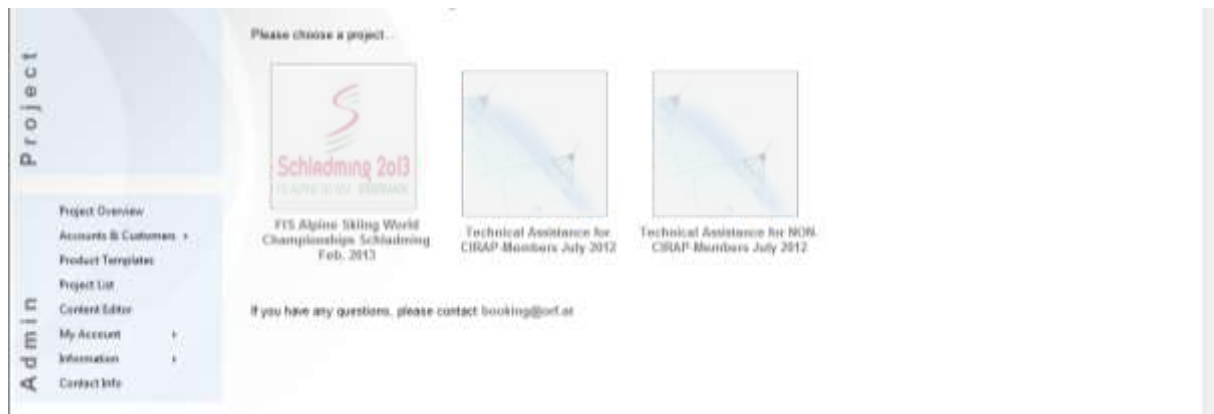 Project
Please choose a project...
Schladming 2013
FIS Alpine Skiing World
Championships Schladming
Feb. 2013
Technical Assistance for
CIRAP-Members July 2012
Technical Assistance for NON-
CIRAP-Members July 2012
If you have any questions, please contact booking@orf.at
Admin
Project Overview
Accounts & Customers
Product Templates
Project List
Content Editor
My Account
Information
Contact Info